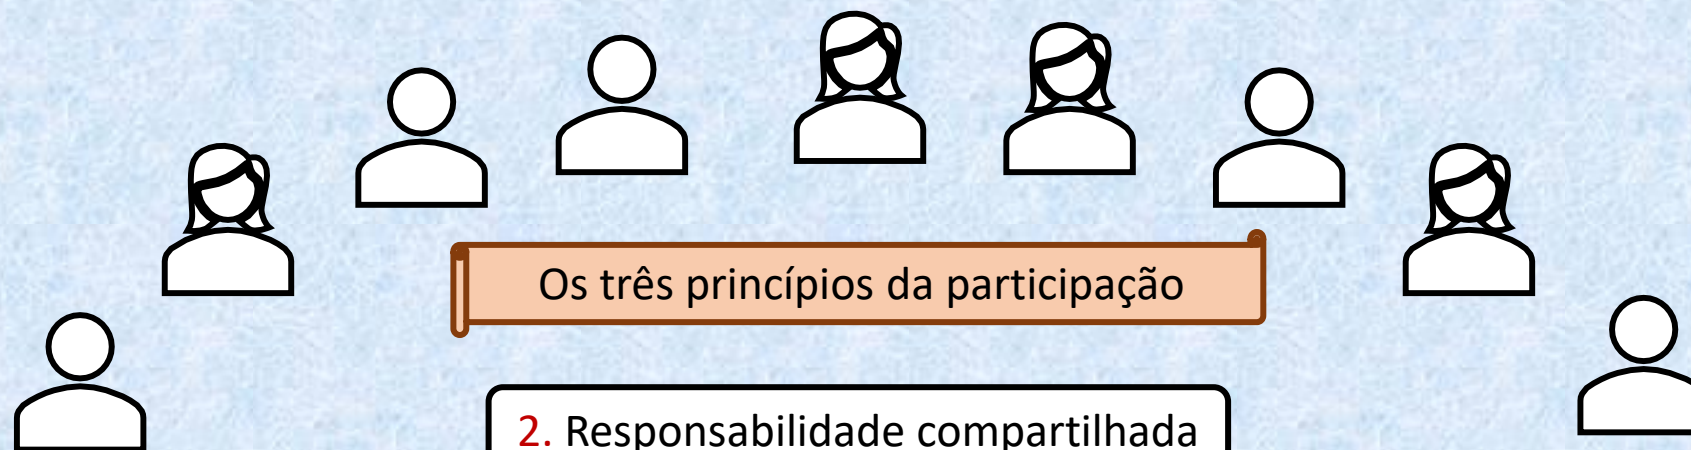 Os três princípios da participação
2. Responsabilidade compartilhada